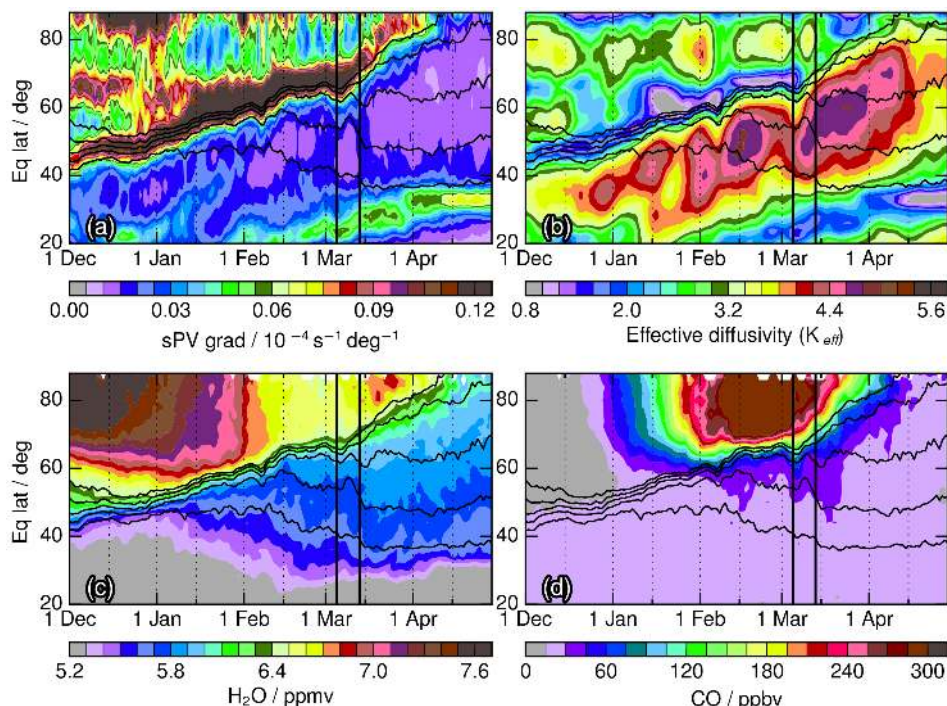 Eq lat / deg
80
60
40
20
(a)
1 Dec 1 Jan 1 Feb 1 Mar 1 Apr
0.00 0.03 0.06 0.09 0.12
sPV grad / 10 −4 s−1 deg−1
80
60
40
20
(b)
1 Dec 1 Jan 1 Feb 1 Mar 1 Apr
0.8 2.0 3.2 4.4 5.6
Effective diffusivity (K eff)
Eq lat / deg
80
60
40
20
(c)
1 Dec 1 Jan 1 Feb 1 Mar 1 Apr
5.2 5.8 6.4 7.0 7.6
H2O / ppmv
80
60
40
20
(d)
1 Dec 1 Jan 1 Feb 1 Mar 1 Apr
0 60 120 180 240 300
CO / ppbv